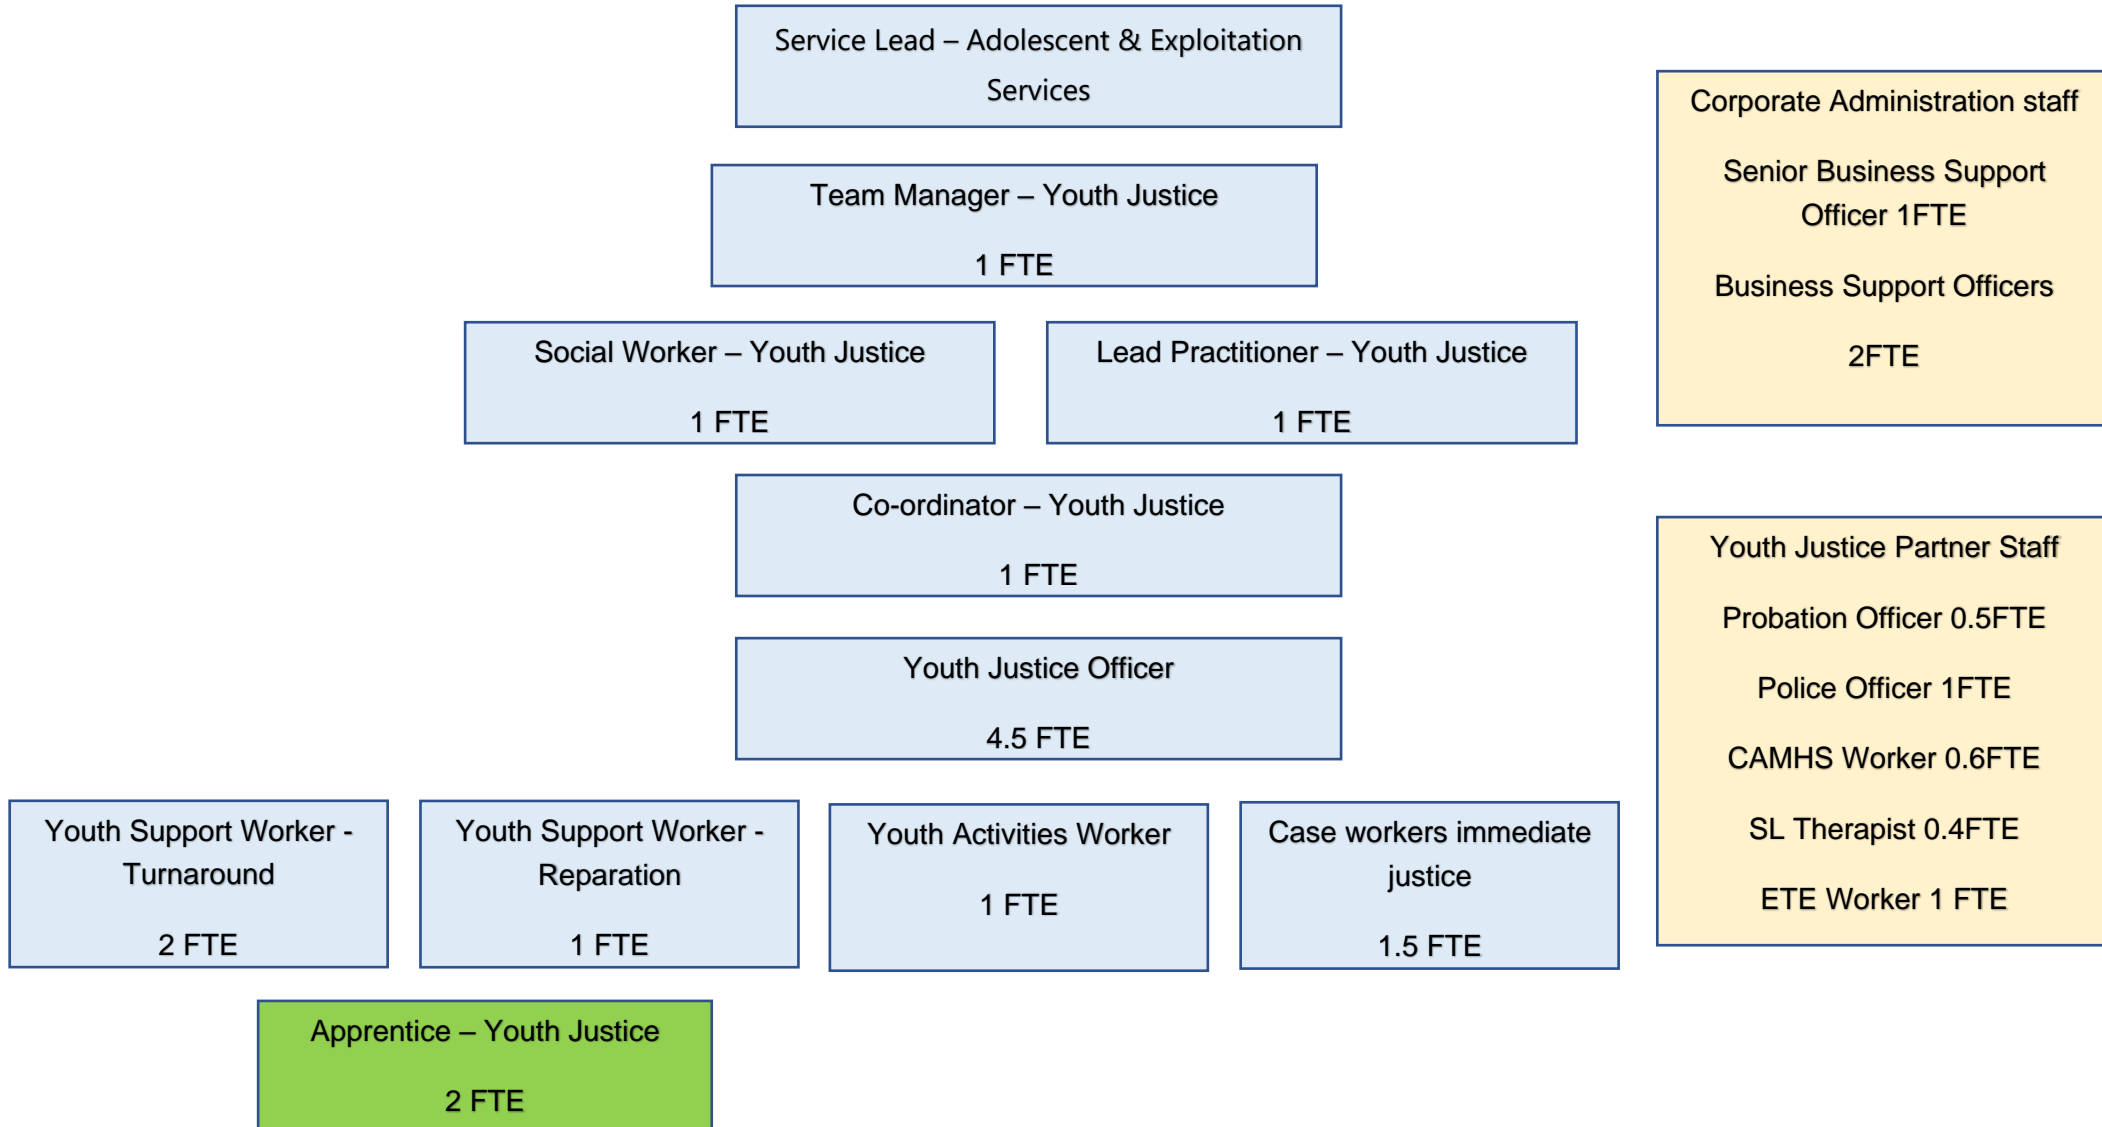 Service Lead – Adolescent & Exploitation
Services
Team Manager – Youth Justice
1 FTE
Social Worker – Youth Justice
1 FTE
Lead Practitioner – Youth Justice
1 FTE
Co-ordinator – Youth Justice
1 FTE
Youth Justice Officer
4.5 FTE
Youth Support Worker -
Turnaround
2 FTE
Youth Support Worker -
Reparation
1 FTE
Youth Activities Worker
1 FTE
Case workers immediate
justice
1.5 FTE
Apprentice – Youth Justice
2 FTE
Corporate Administration staff
Senior Business Support
Officer 1FTE
Business Support Officers
2FTE
Youth Justice Partner Staff
Probation Officer 0.5FTE
Police Officer 1FTE
CAMHS Worker 0.6FTE
SL Therapist 0.4FTE
ETE Worker 1 FTE